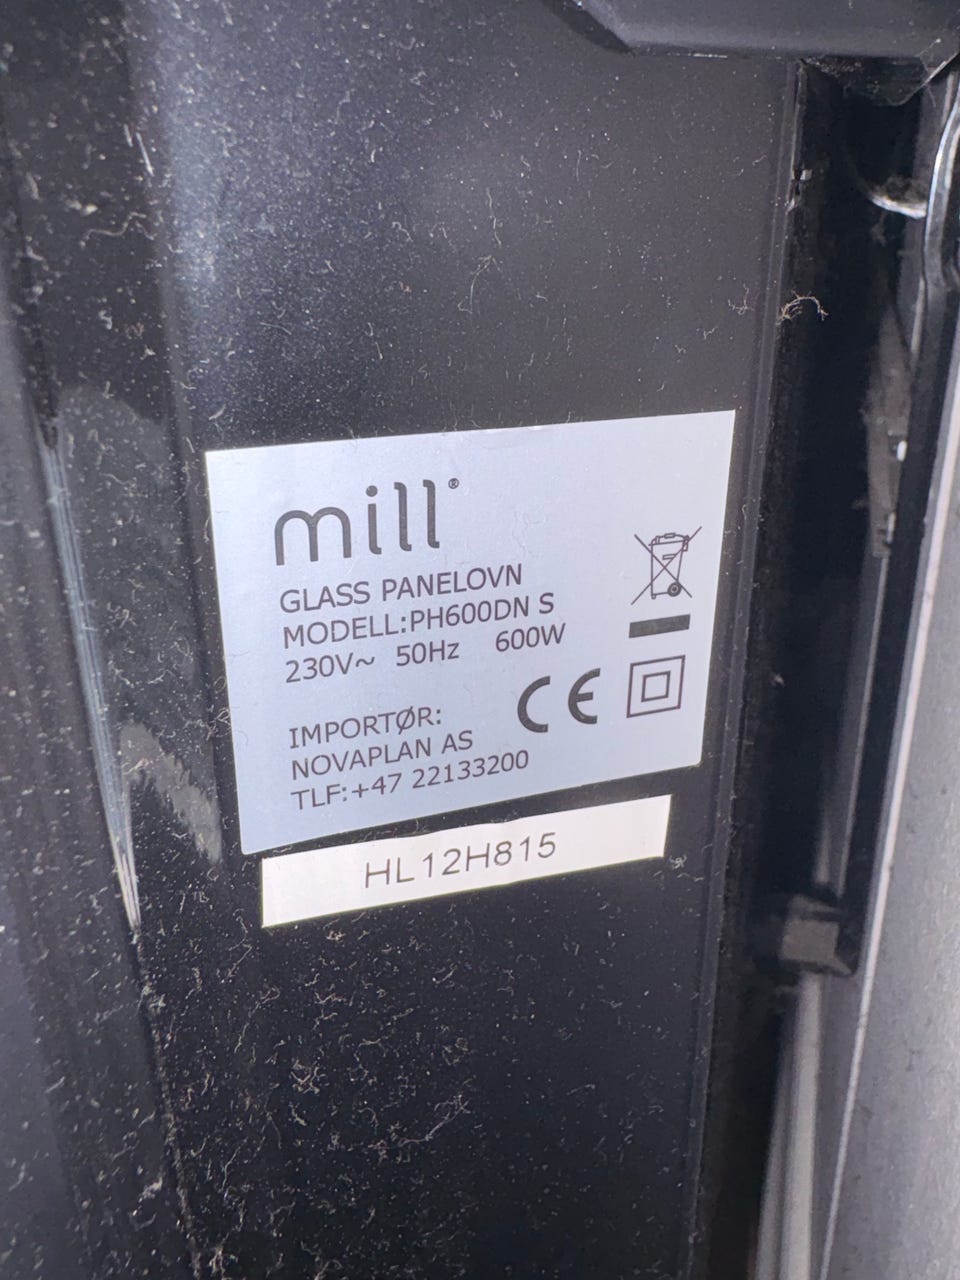 mill®
GLASS PANELOVN
MODELL:PH600DN S
230V~ 50Hz 600W
IMPORTØR:
NOVAPLAN AS
TLF:+47 22133200
CE
HL12H815